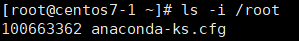 [root@centos7-1 ~]# ls -i /root
100663362 anaconda-ks.cfg